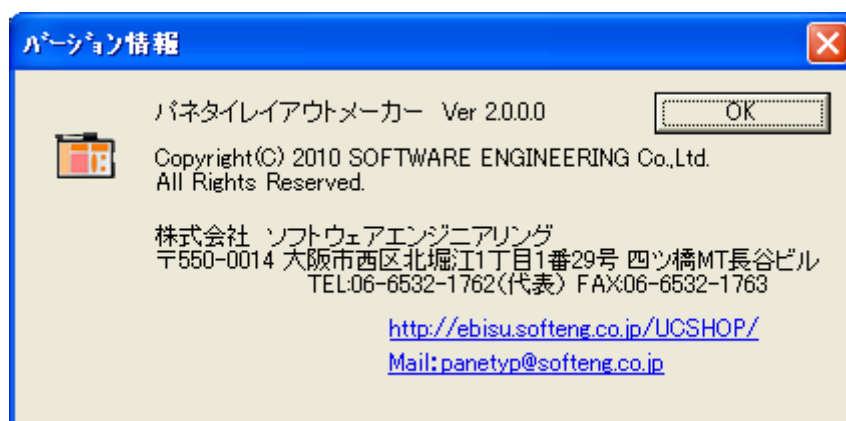 バージョン情報
パネタイレイアウトメーカー Ver 2.0.0.0
OK
Copyright(C) 2010 SOFTWARE ENGINEERING Co.,Ltd.
All Rights Reserved.
株式会社 ソフトウェアエンジニアリング
〒550-0014 大阪市西区北堀江1丁目1番29号 四ツ橋MT長谷ビル
TEL:06-6532-1762(代表) FAX:06-6532-1763
http://ebisu.softeng.co.jp/UCSHOP/
Mail:panetyp@softeng.co.jp